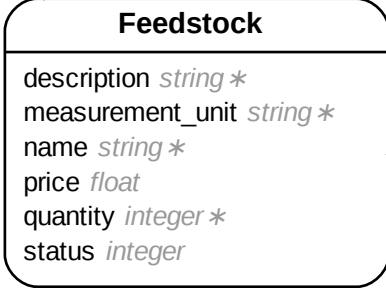 Feedstock
description string ∗
measurement_unit string ∗
name string ∗
price float
quantity integer ∗
status integer